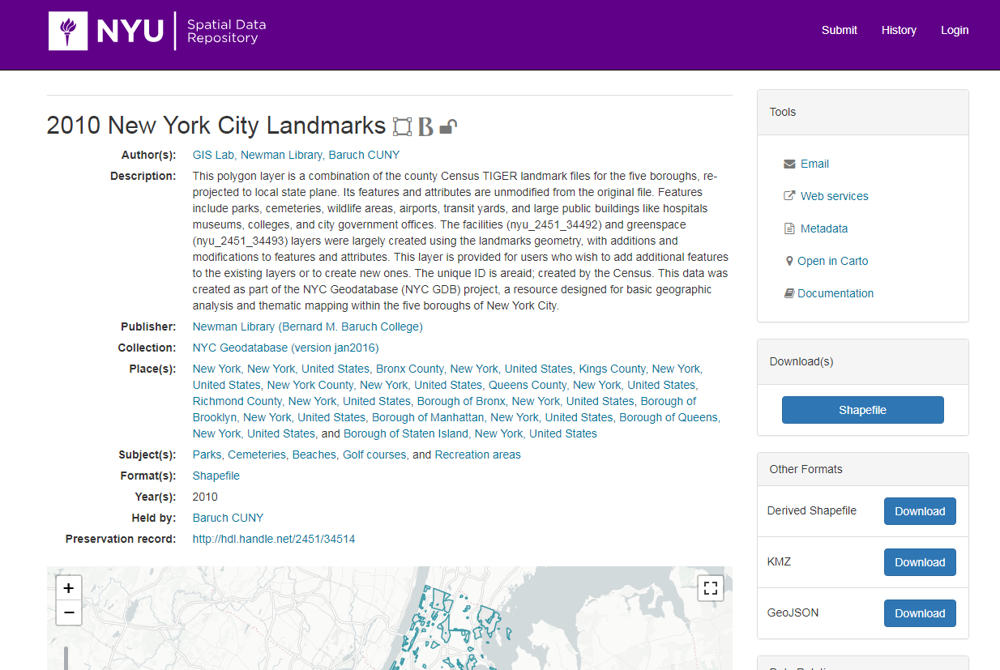 NYU
Spatial Data
Repository
Submit History Login
2010 New York City Landmarks B
Author(s): GIS Lab, Newman Library, Baruch CUNY
Description: This polygon layer is a combination of the county Census TIGER landmark files for the five boroughs, re-
projected to local state plane. Its features and attributes are unmodified from the original file. Features
include parks, cemeteries, wildlife areas, airports, transit yards, and large public buildings like hospitals
museums, colleges, and city government offices. The facilities (nyu_2451_34492) and greenspace
(nyu_2451_34493) layers were largely created using the landmarks geometry, with additions and
modifications to features and attributes. This layer is provided for users who wish to add additional features
to the existing layers or to create new ones. The unique ID is areaid; created by the Census. This data was
created as part of the NYC Geodatabase (NYC GDB) project, a resource designed for basic geographic
analysis and thematic mapping within the five boroughs of New York City.
Publisher: Newman Library (Bernard M. Baruch College)
Collection: NYC Geodatabase (version jan2016)
Place(s): New York, New York, United States, Bronx County, New York, United States, Kings County, New York,
United States, New York County, New York, United States, Queens County, New York, United States,
Richmond County, New York, United States, Borough of Bronx, New York, United States, Borough of
Brooklyn, New York, United States, Borough of Manhattan, New York, United States, Borough of Queens,
New York, United States, and Borough of Staten Island, New York, United States
Subject(s): Parks, Cemeteries, Beaches, Golf courses, and Recreation areas
Format(s): Shapefile
Year(s): 2010
Held by: Baruch CUNY
Preservation record: http://hdl.handle.net/2451/34514
+
−
Tools
Email
Web services
Metadata
Open in Carto
Documentation
Download(s)
Shapefile
Other Formats
Derived Shapefile Download
KMZ Download
GeoJSON Download